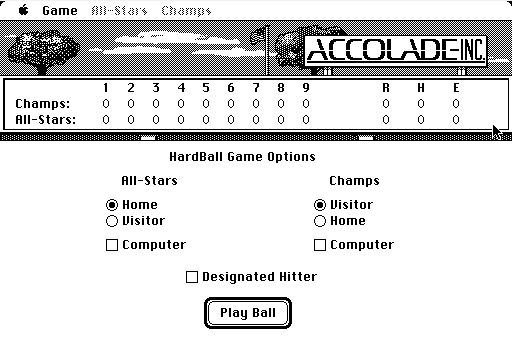 Game All-Stars Champs
ACCOLADE-INC.
1 2 3 4 5 6 7 8 9 R H E
Champs: 0 0 0 0 0 0 0 0 0 0 0 0
All-Stars: 0 0 0 0 0 0 0 0 0 0 0 0
HardBall Game Options
All-Stars Champs
Home Visitor
Visitor Home
Computer Computer
Designated Hitter
Play Ball